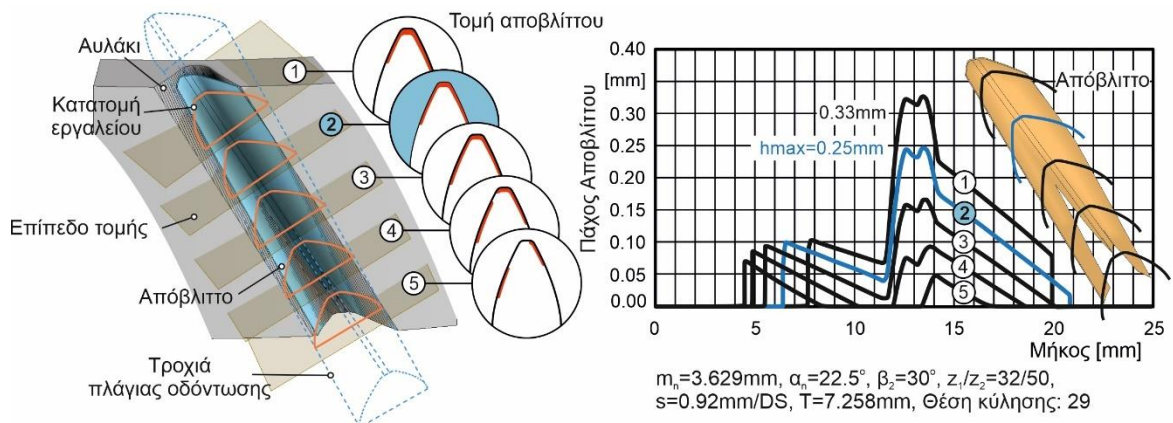 Αυλάκι
Κατατομή
εργαλείου
Επίπεδο τομής
Απόβλιττο
Τροχιά
πλάγιας οδόντωσης
Τομή αποβλίττου
1
2
3
4
5
Πάχος Αποβλίττου
[mm]
0.40
0.35
0.30
0.25
0.20
0.15
0.10
0.05
0.00
0.33mm
hmax=0.25mm
Απόβλιττο
1
2
3
4
5
0
5
10
15
20
25
Μήκος [mm]
mₙ=3.629mm, αₙ=22.5°, β₂=30°, z₁/z₂=32/50,
s=0.92mm/DS, T=7.258mm, Θέση κύλησης: 29